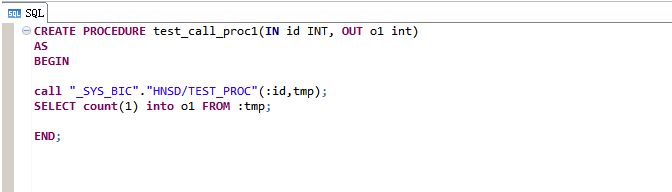 SQL
CREATE PROCEDURE test_call_proc1(IN id INT, OUT o1 int)
AS
BEGIN
call "_SYS_BIC"."HNSD/TEST_PROC"(:id,tmp);
SELECT count(1) into o1 FROM :tmp;
END;